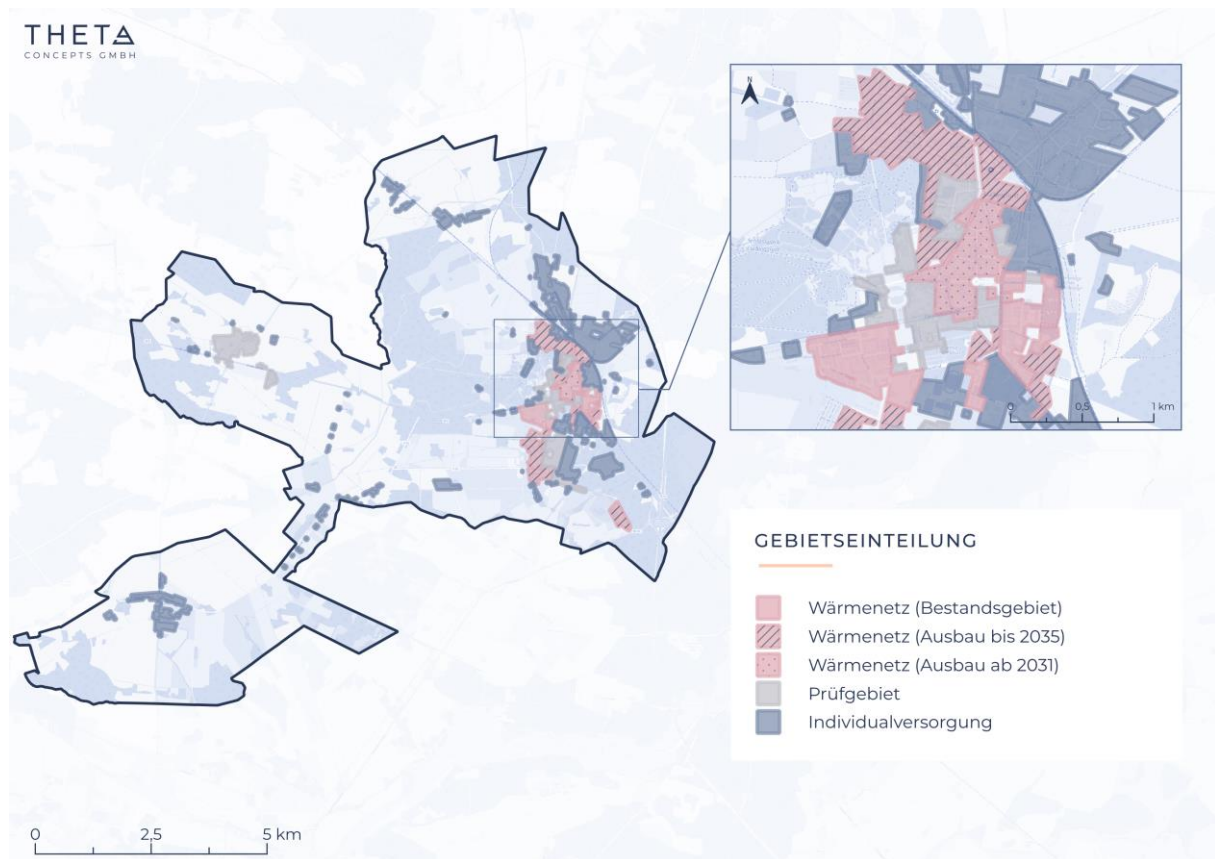 THETA
CONCEPTS GMBH
N
0 0,5 1 km
GEBIETSEINTEILUNG
Wärmenetz (Bestandsgebiet)
Wärmenetz (Ausbau bis 2035)
Wärmenetz (Ausbau ab 2031)
Prüfgebiet
Individualversorgung
0 2,5 5 km